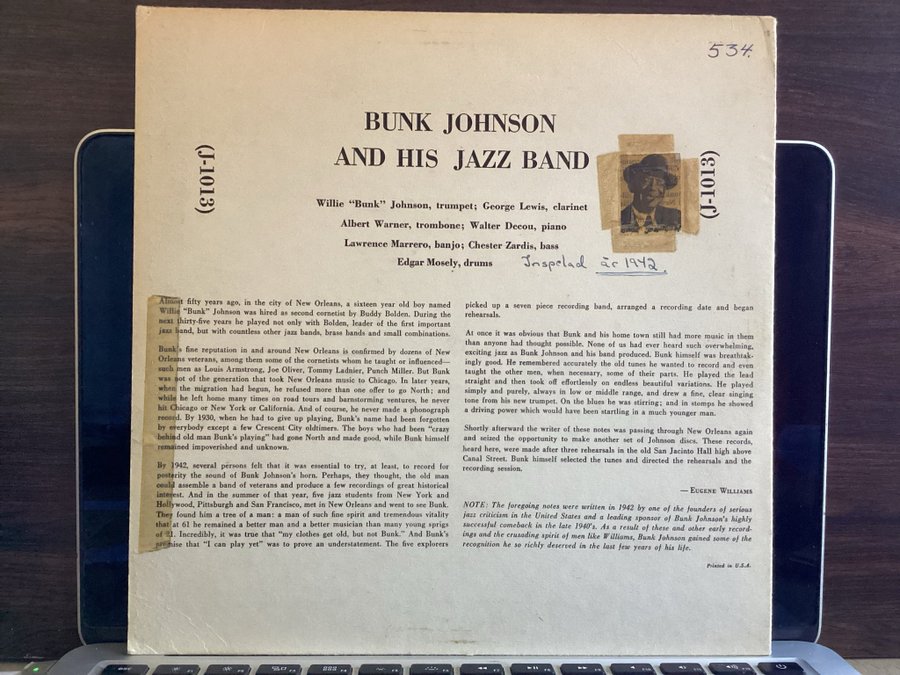 534.
BUNK JOHNSON
AND HIS JAZZ BAND
(J-1013)
(J-1013)
Willie "Bunk" Johnson, trumpet; George Lewis, clarinet
Albert Warner, trombone; Walter Decou, piano
Lawrence Marrero, banjo; Chester Zardis, bass
Edgar Mosely, drums
Inspelad år 1942.
Almost fifty years ago, in the city of New Orleans, a sixteen year old boy named
Willie "Bunk" Johnson was hired as second cornetist by Buddy Bolden. During the
next thirty-five years he played not only with Bolden, leader of the first important
jazz band, but with countless other jazz bands, brass bands and small combinations.
Bunk's fine reputation in and around New Orleans is confirmed by dozens of New
Orleans veterans, among them some of the cornetists whom he taught or influenced—
such men as Louis Armstrong, Joe Oliver, Tommy Ladnier, Punch Miller. But Bunk
was not of the generation that took New Orleans music to Chicago. In later years,
when the migration had begun, he refused more than one offer to go North; and
while he left home many times on road tours and barnstorming ventures, he never
hit Chicago or New York or California. And of course, he never made a phonograph
record. By 1930, when he had to give up playing, Bunk's name had been forgotten
by everybody except a few Crescent City oldtimers. The boys who had been "crazy
behind old man Bunk's playing" had gone North and made good, while Bunk himself
remained impoverished and unknown.
By 1942, several persons felt that it was essential to try, at least, to record for
posterity the sound of Bunk Johnson's horn. Perhaps, they thought, the old man
could assemble a band of veterans and produce a few recordings of great historical
interest. And in the summer of that year, five jazz students from New York and
Hollywood, Pittsburgh and San Francisco, met in New Orleans and went to see Bunk.
They found him a tree of a man: a man of such fine spirit and tremendous vitality
that at 61 he remained a better man and a better musician than many young sprigs
of 21. Incredibly, it was true that "my clothes get old, but not Bunk." And Bunk's
promise that "I can play yet" was to prove an understatement. The five explorers
picked up a seven piece recording band, arranged a recording date and began
rehearsals.
At once it was obvious that Bunk and his home town still had more music in them
than anyone had thought possible. None of us had ever heard such overwhelming,
exciting jazz as Bunk Johnson and his band produced. Bunk himself was breathtak-
ingly good. He remembered accurately the old tunes he wanted to record and even
taught the other men, when necessary, some of their parts. He played the lead
straight and then took off effortlessly on endless beautiful variations. He played
simply and purely, always in low or middle range, and drew a fine, clear singing
tone from his new trumpet. On the blues he was stirring; and in stomps he showed
a driving power which would have been startling in a much younger man.
Shortly afterward the writer of these notes was passing through New Orleans again
and seized the opportunity to make another set of Johnson discs. These records,
heard here, were made after three rehearsals in the old San Jacinto Hall high above
Canal Street. Bunk himself selected the tunes and directed the rehearsals and the
recording session.
—EUGENE WILLIAMS
NOTE: The foregoing notes were written in 1942 by one of the founders of serious
jazz criticism in the United States and a leading sponsor of Bunk Johnson's highly
successful comeback in the late 1940's. As a result of these and other early record-
ings and the crusading spirit of men like Williams, Bunk Johnson gained some of the
recognition he so richly deserved in the last few years of his life.
Printed in U.S.A.